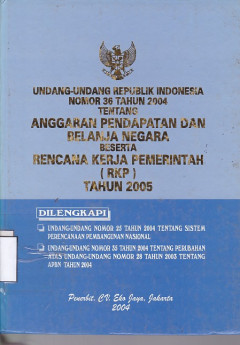 UNDANG-UNDANG REPUBLIK INDONESIA
NOMOR 36 TAHUN 2004
TENTANG
ANGGARAN PENDAPATAN DAN
BELANJA NEGARA
BESERTA
RENCANA KERJA PEMERINTAH
( RKP )
TAHUN 2005
DILENGKAPI
UNDANG-UNDANG NOMOR 25 TAHUN 2004 TENTANG SISTEM
PERENCANAAN PEMBANGUNAN NASIONAL
UNDANG-UNDANG NOMOR 35 TAHUN 2004 TENTANG PERUBAHAN
ATAS UNDANG-UNDANG NOMOR 28 TAHUN 2003 TENTANG
APBN TAHUN 2004
Penerbit. CV. Eko Jaya, Jakarta
2004